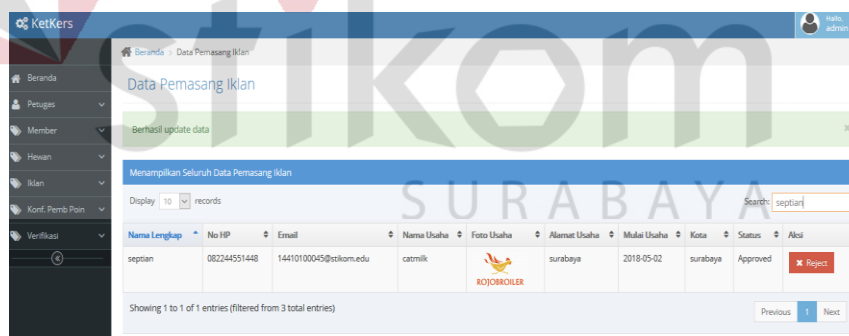 KetKers
Hallo, admin
Beranda > Data Pemasang Iklan
Beranda
Petugas
Member
Hewan
Iklan
Konf. Pemb Poin
Verifikasi
Data Pemasang Iklan
Berhasil update data
×
Menampilkan Seluruh Data Pemasang Iklan
Display 10 records
Search: septian
Nama Lengkap No HP Email Nama Usaha Foto Usaha Alamat Usaha Mulai Usaha Kota Status Aksi
septian 082244551448 14410100045@stikom.edu catmilk ROJOBROILER surabaya 2018-05-02 surabaya Approved × Reject
Showing 1 to 1 of 1 entries (filtered from 3 total entries)
Previous 1 Next
stikom
SURABAYA